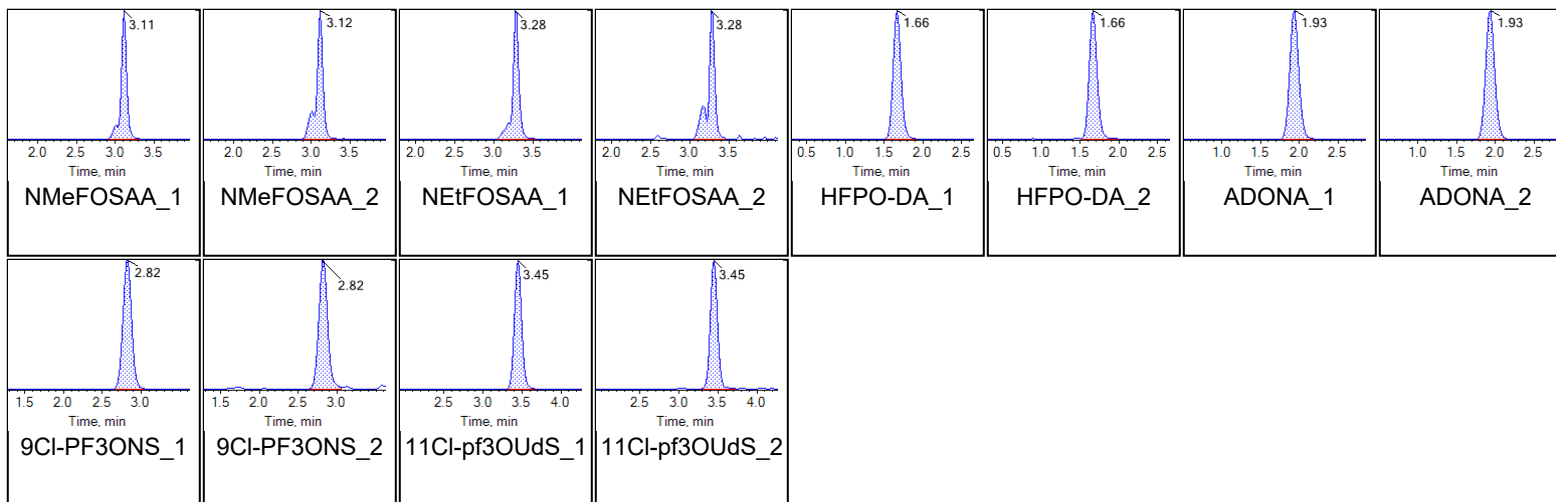 3.11
2.0 2.5 3.0 3.5
Time, min
NMeFOSAA_1
3.12
2.0 2.5 3.0 3.5
Time, min
NMeFOSAA_2
3.28
2.5 3.0 3.5
Time, min
NEtFOSAA_1
3.28
2.5 3.0 3.5
Time, min
NEtFOSAA_2
1.66
0.5 1.0 1.5 2.0 2.5
Time, min
HFPO-DA_1
1.66
0.5 1.0 1.5 2.0 2.5
Time, min
HFPO-DA_2
1.93
1.0 1.5 2.0 2.5
Time, min
ADONA_1
1.93
1.0 1.5 2.0 2.5
Time, min
ADONA_2
2.82
1.5 2.0 2.5 3.0
Time, min
9Cl-PF3ONS_1
2.82
1.5 2.0 2.5 3.0
Time, min
9Cl-PF3ONS_2
3.45
2.5 3.0 3.5 4.0
Time, min
11Cl-pf3OUdS_1
3.45
2.5 3.0 3.5 4.0
Time, min
11Cl-pf3OUdS_2